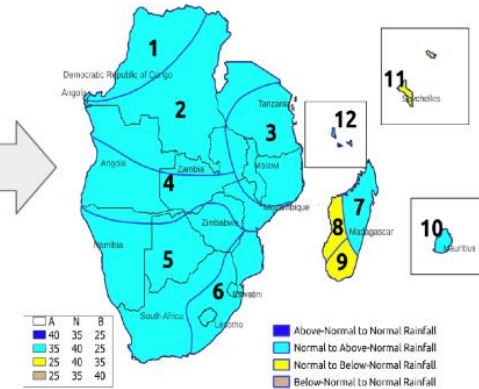 1
Democratic Republic of Congo
Angola
2
Tanzania
3
11
Seychelles
12
Angola
Zambia
Malawi
4
Mozambique
7
8
Madagascar
9
10
Mauritius
Namibia
Zimbabwe
5
6
Eswatini
South Africa
Lesotho
A N B
40 35 25
35 40 25
25 40 35
25 35 40
Above-Normal to Normal Rainfall
Normal to Above-Normal Rainfall
Normal to Below-Normal Rainfall
Below-Normal to Normal Rainfall